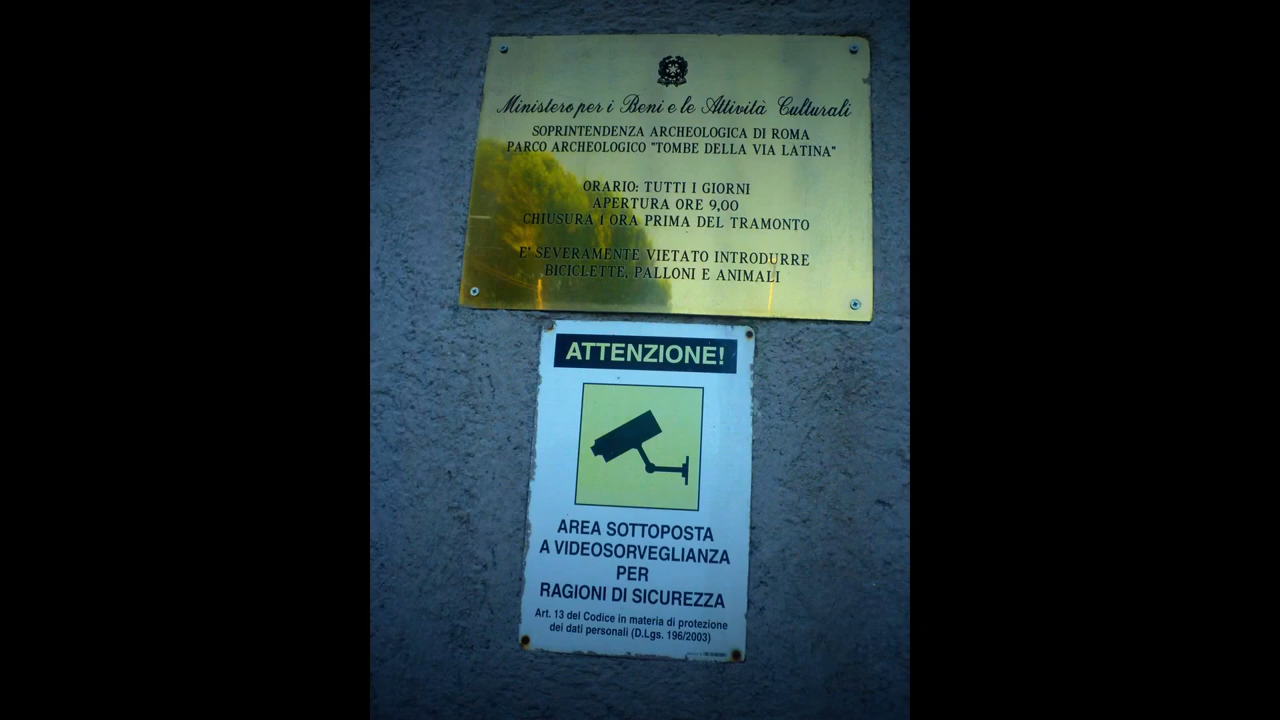 Ministero per i Beni e le Attività Culturali
SOPRINTENDENZA ARCHEOLOGICA DI ROMA
PARCO ARCHEOLOGICO "TOMBE DELLA VIA LATINA"
ORARIO: TUTTI I GIORNI
APERTURA ORE 9,00
CHIUSURA 1 ORA PRIMA DEL TRAMONTO
E' SEVERAMENTE VIETATO INTRODURRE
BICICLETTE, PALLONI E ANIMALI
ATTENZIONE!
AREA SOTTOPOSTA
A VIDEOSORVEGLIANZA
PER
RAGIONI DI SICUREZZA
Art. 13 del Codice in materia di protezione
dei dati personali (D.Lgs. 196/2003)